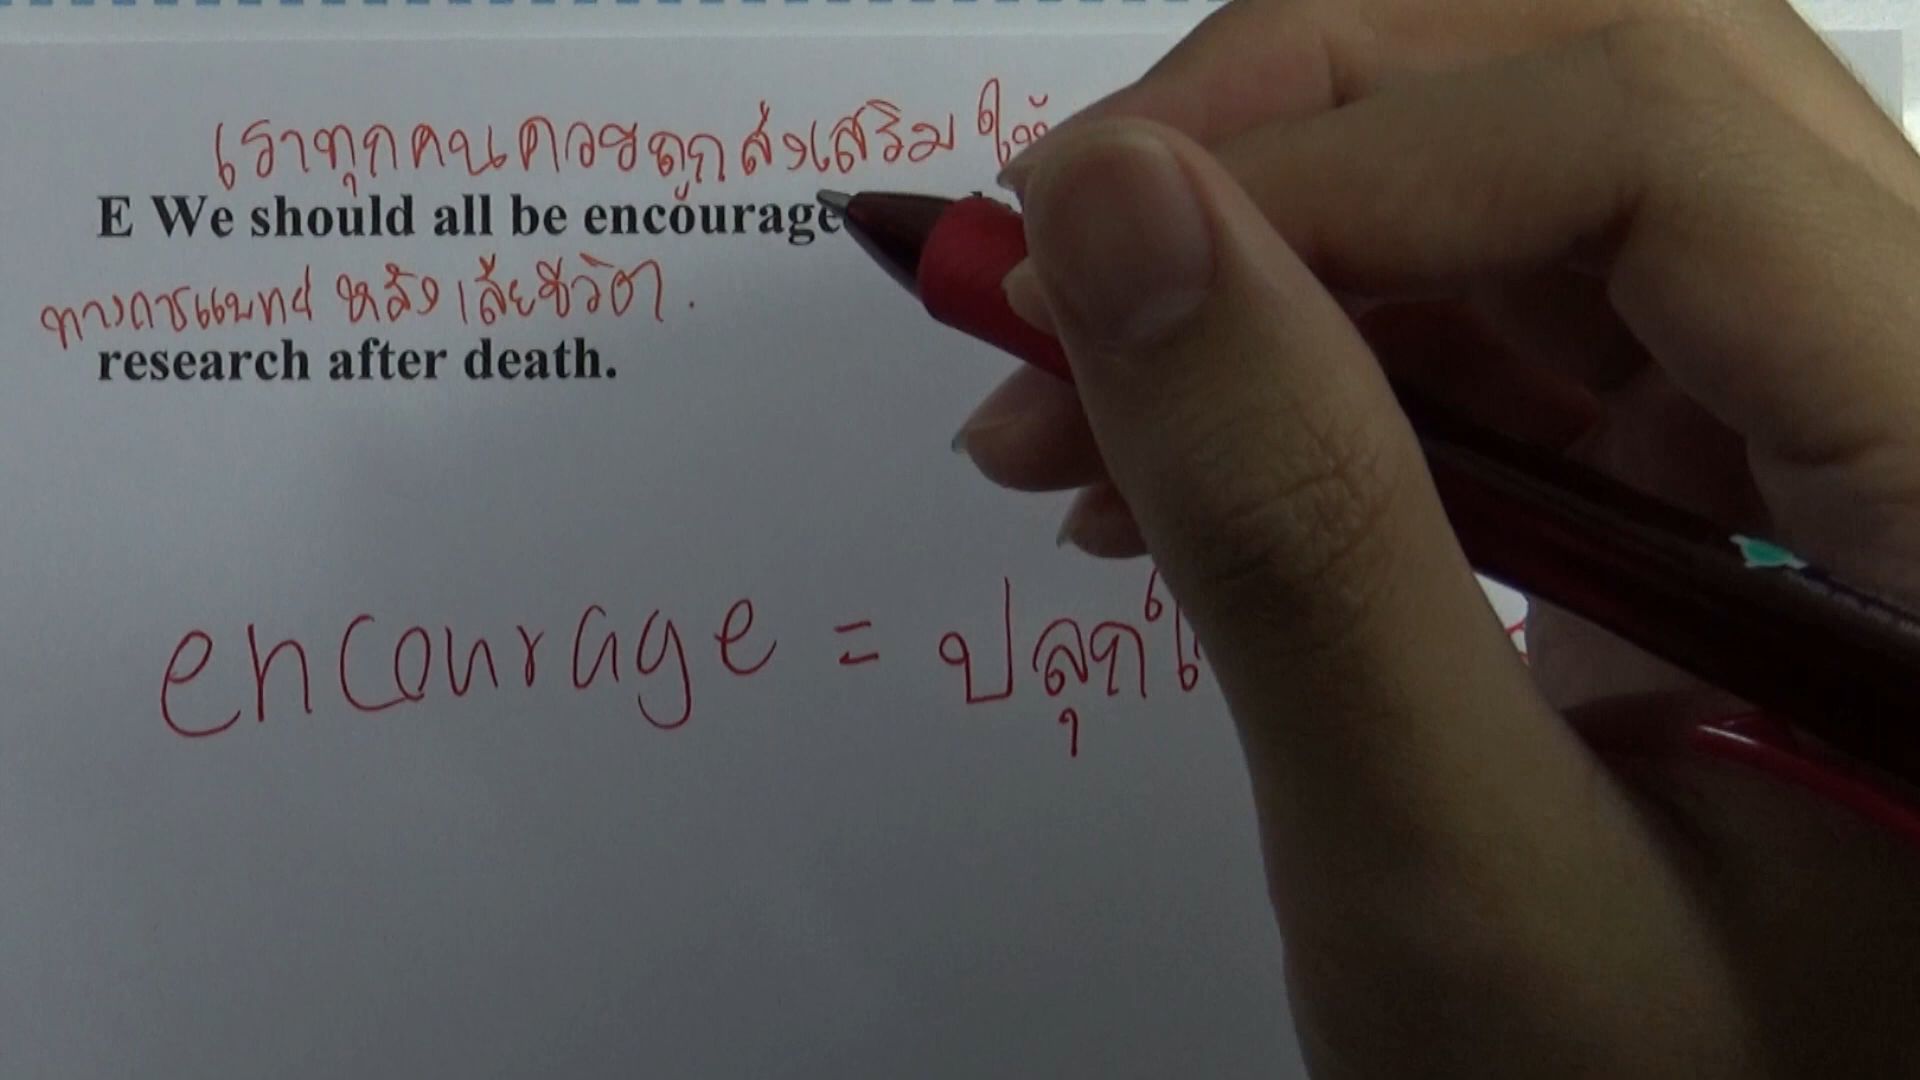 เราทุกคนควรถูกส่งเสริม ให้
E We should all be encourage
ทางการแพทย์ หลังเสียชีวิต.
research after death.
encourage = ปลุก